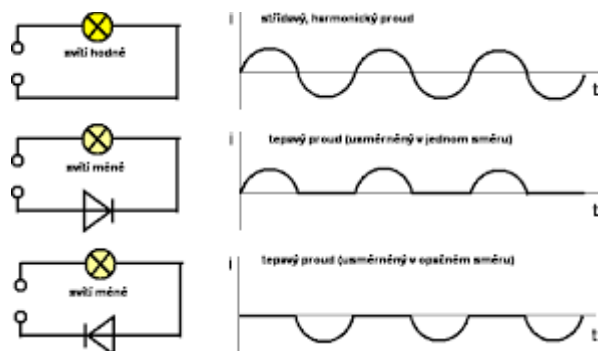 svítí hodně
i
střídavý, harmonický proud
t
svítí méně
i
tepavý proud (usměrněný v jednom směru)
t
svítí méně
i
tepavý proud (usměrněný v opačném směru)
t